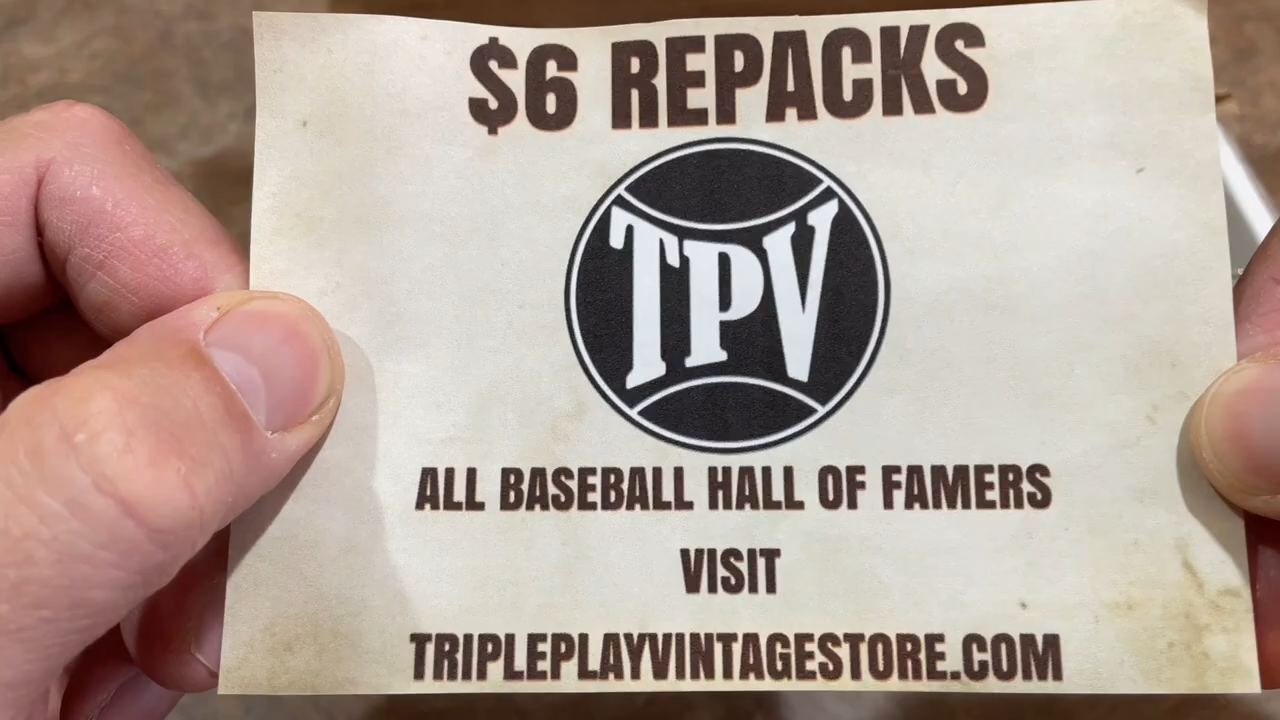 $6 REPACKS
TPV
ALL BASEBALL HALL OF FAMERS
VISIT
TRIPLEPLAYVINTAGESTORE.COM